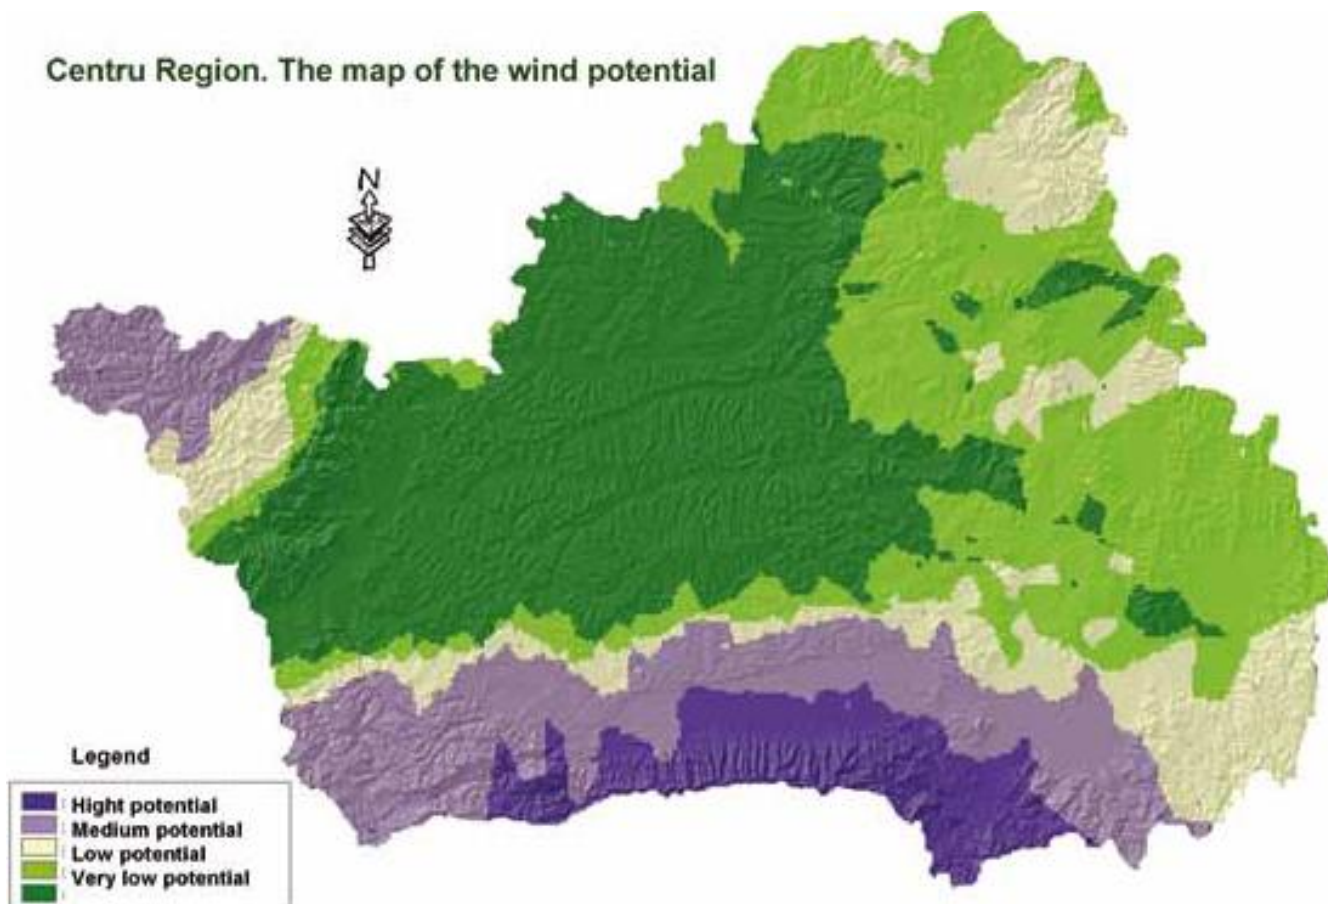 Centru Region. The map of the wind potential
N
Legend
Hight potential
Medium potential
Low potential
Very low potential